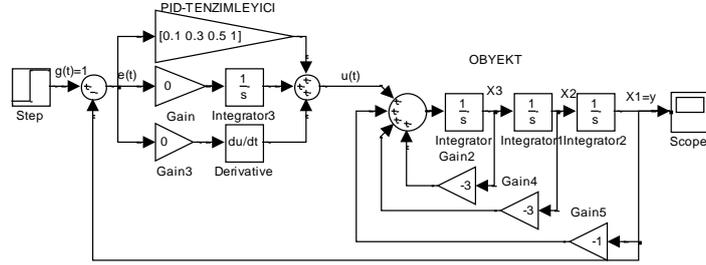 PID-TENZIMLEYICI
[0.1 0.3 0.5 1]
OBYEKT
g(t)=1
e(t)
u(t)
0
1
s
X3
1
s
X2
1
s
1
s
X1=y
Step
Gain
Integrator3
Integrator
Integrator1
Integrator2
Scope
0
du/dt
Gain2
-3
Gain3
Derivative
Gain4
-3
Gain5
-1